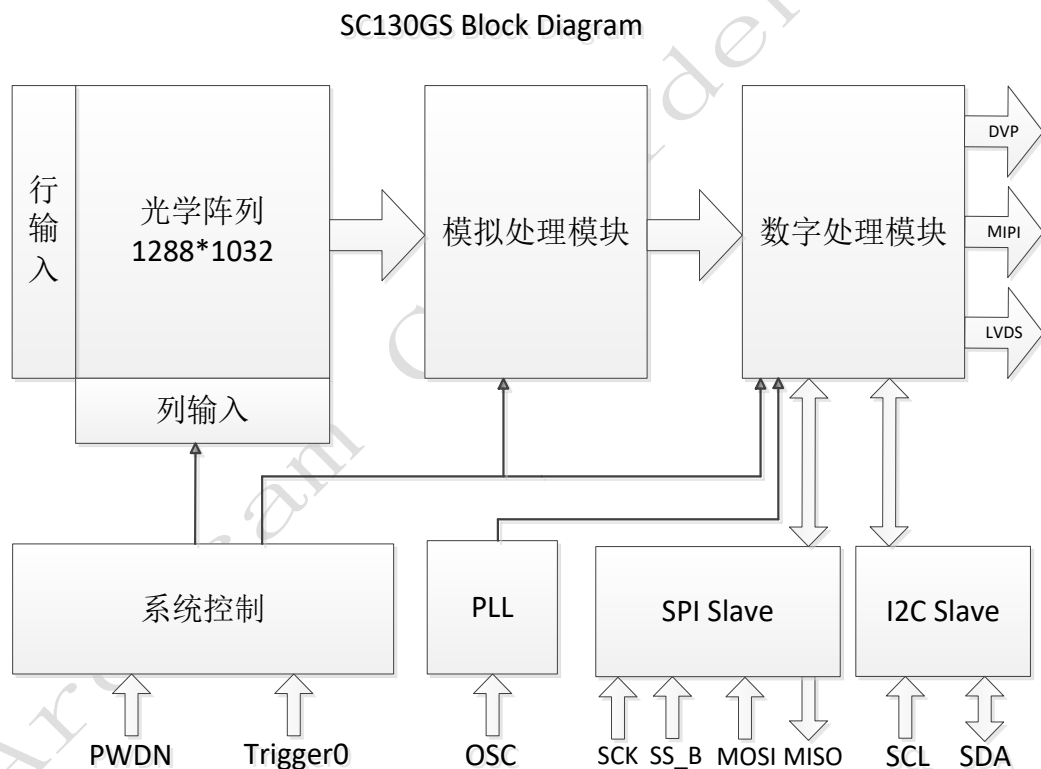 SC130GS Block Diagram
行输入
光学阵列
1288*1032
模拟处理模块
数字处理模块
DVP
MIPI
LVDS
列输入
系统控制
PLL
SPI Slave
I2C Slave
PWDN
Trigger0
OSC
SCK
SS_B
MOSI
MISO
SCL
SDA